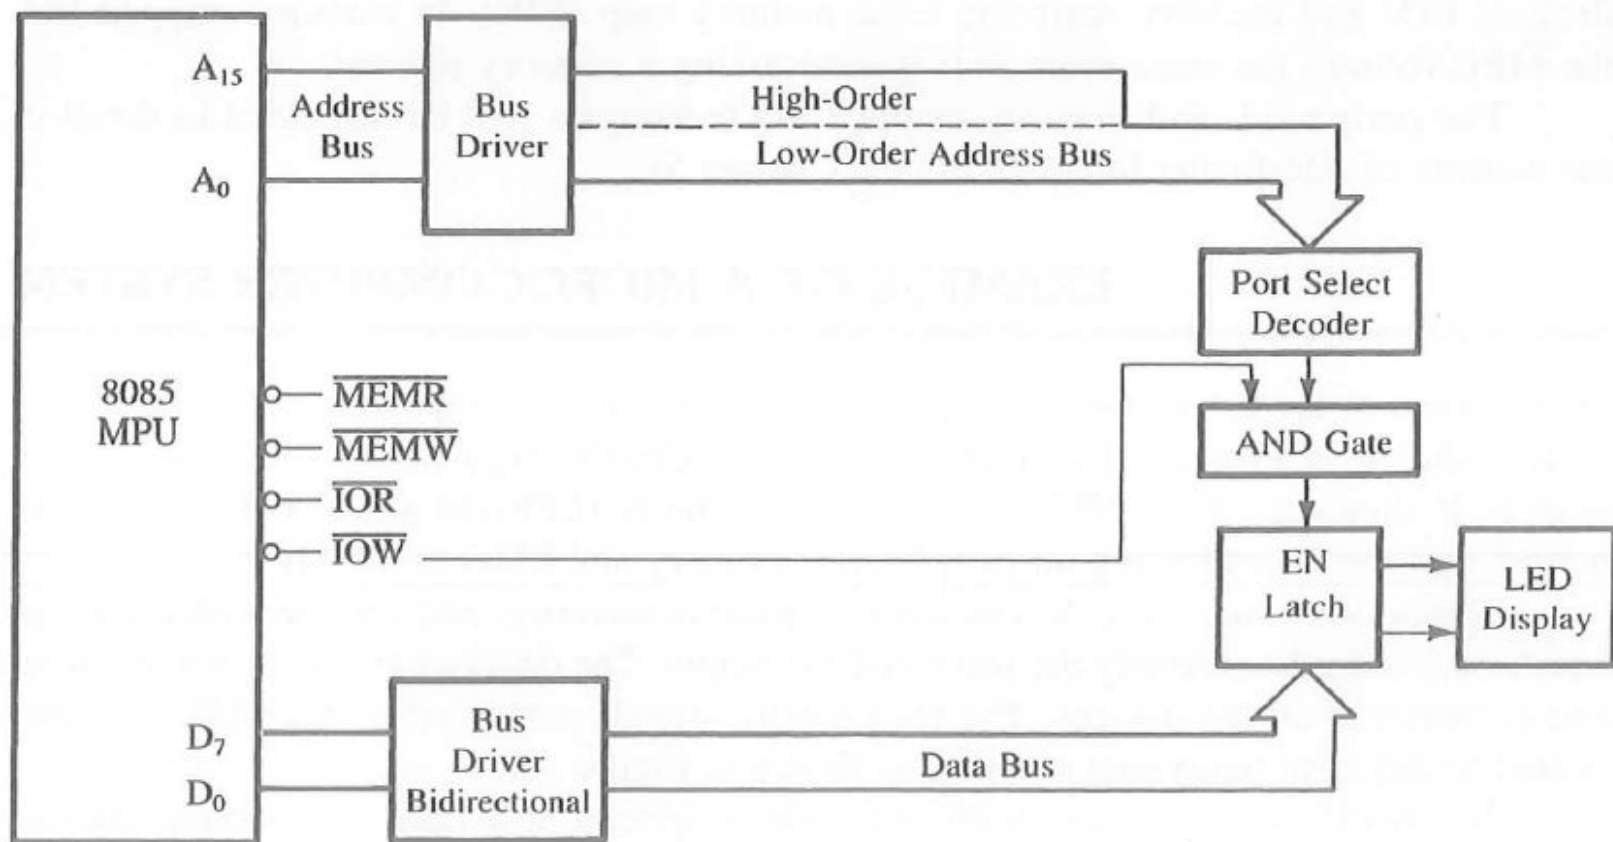 A₁₅
Address
Bus
A₀
Bus
Driver
High-Order
Low-Order Address Bus
Port Select
Decoder
8085
MPU
MEMR
MEMW
IOR
IOW
AND Gate
EN
Latch
LED
Display
D₇
D₀
Bus
Driver
Bidirectional
Data Bus